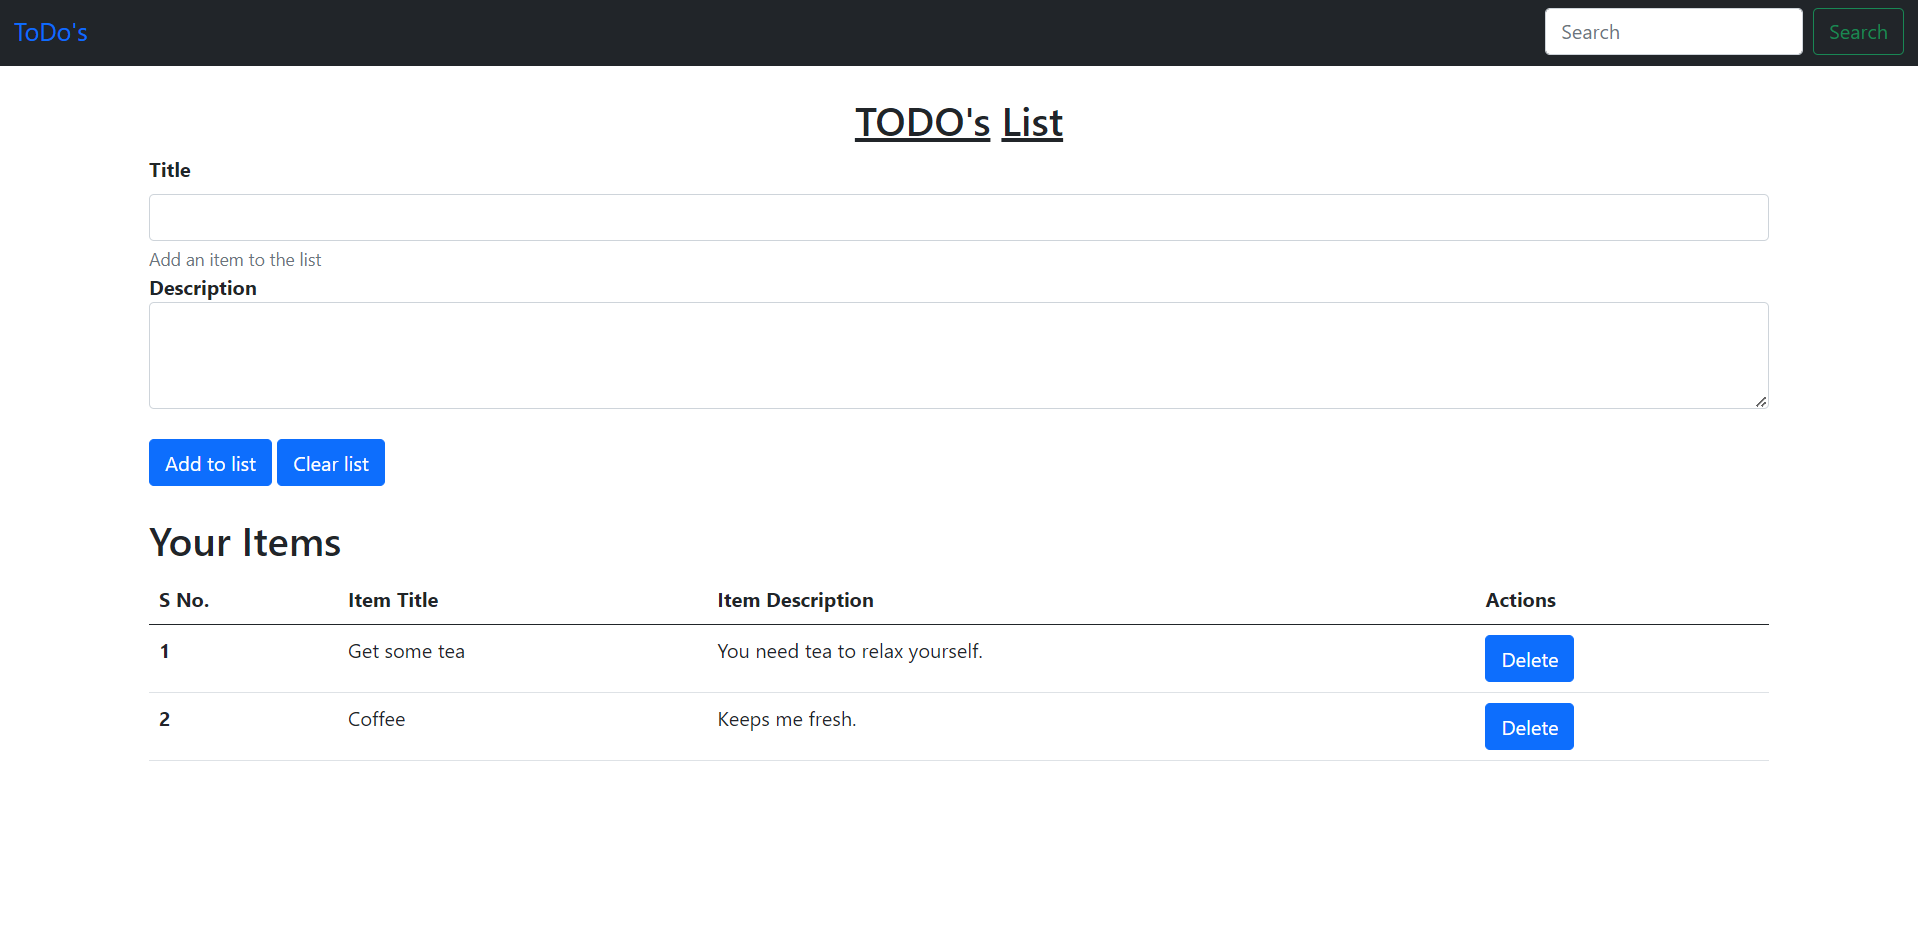 ToDo's Search Search
TODO's List
Title
Add an item to the list
Description
Add to list Clear list
Your Items
S No. Item Title Item Description Actions
1 Get some tea You need tea to relax yourself. Delete
2 Coffee Keeps me fresh. Delete